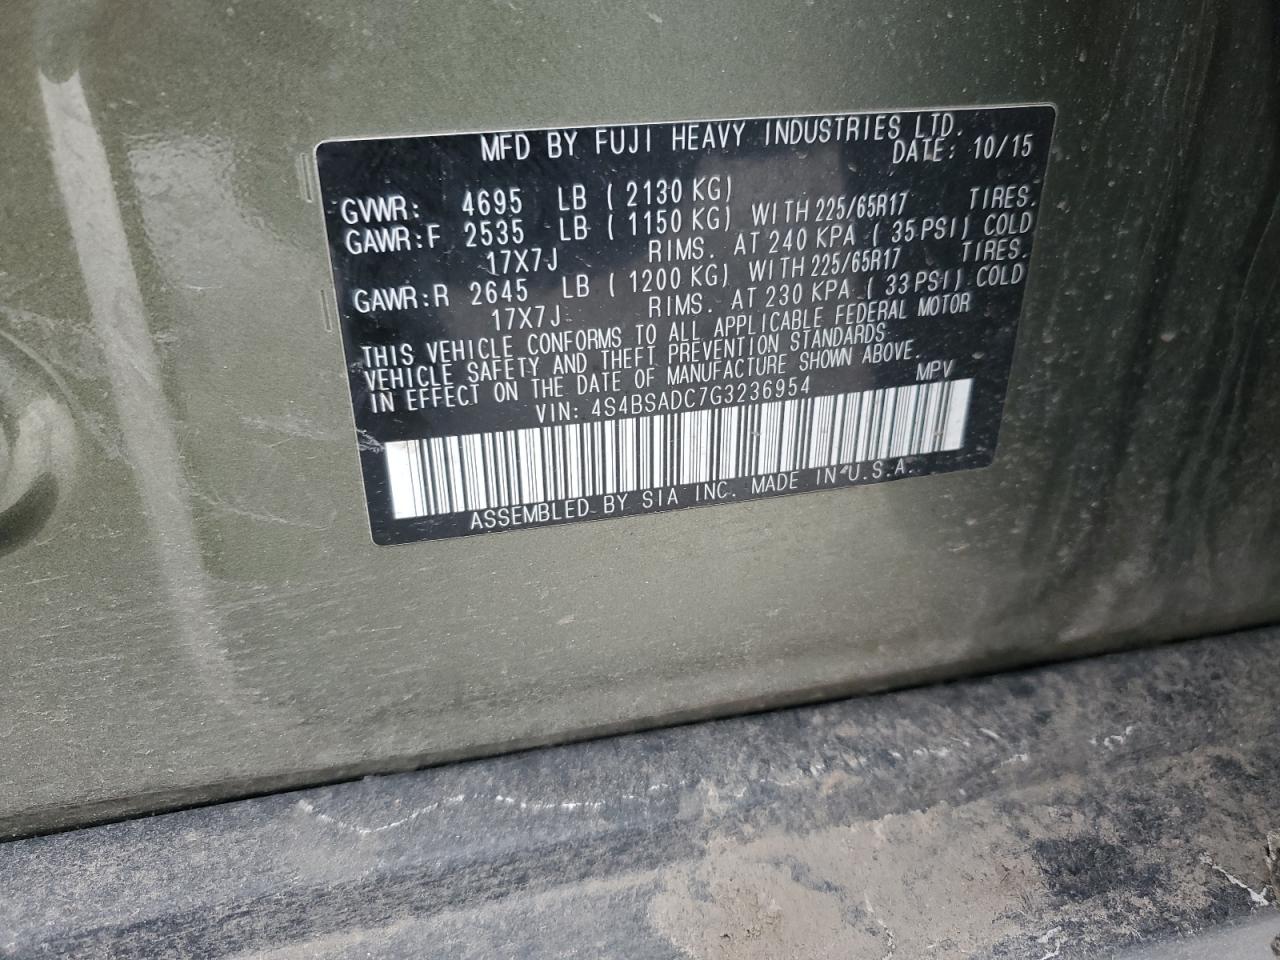 MFD BY FUJI HEAVY INDUSTRIES LTD.
DATE: 10/15
GVWR: 4695 LB (2130 KG)
GAWR:F 2535 LB (1150 KG) WITH 225/65R17 TIRES.
17X7J RIMS. AT 240 KPA (35 PSI) COLD
GAWR:R 2645 LB (1200 KG) WITH 225/65R17 TIRES.
17X7J RIMS. AT 230 KPA (33 PSI) COLD
THIS VEHICLE CONFORMS TO ALL APPLICABLE FEDERAL MOTOR
VEHICLE SAFETY AND THEFT PREVENTION STANDARDS
IN EFFECT ON THE DATE OF MANUFACTURE SHOWN ABOVE.
VIN: 4S4BSADC7G3236954 MPV
ASSEMBLED BY SIA INC. MADE IN U.S.A.